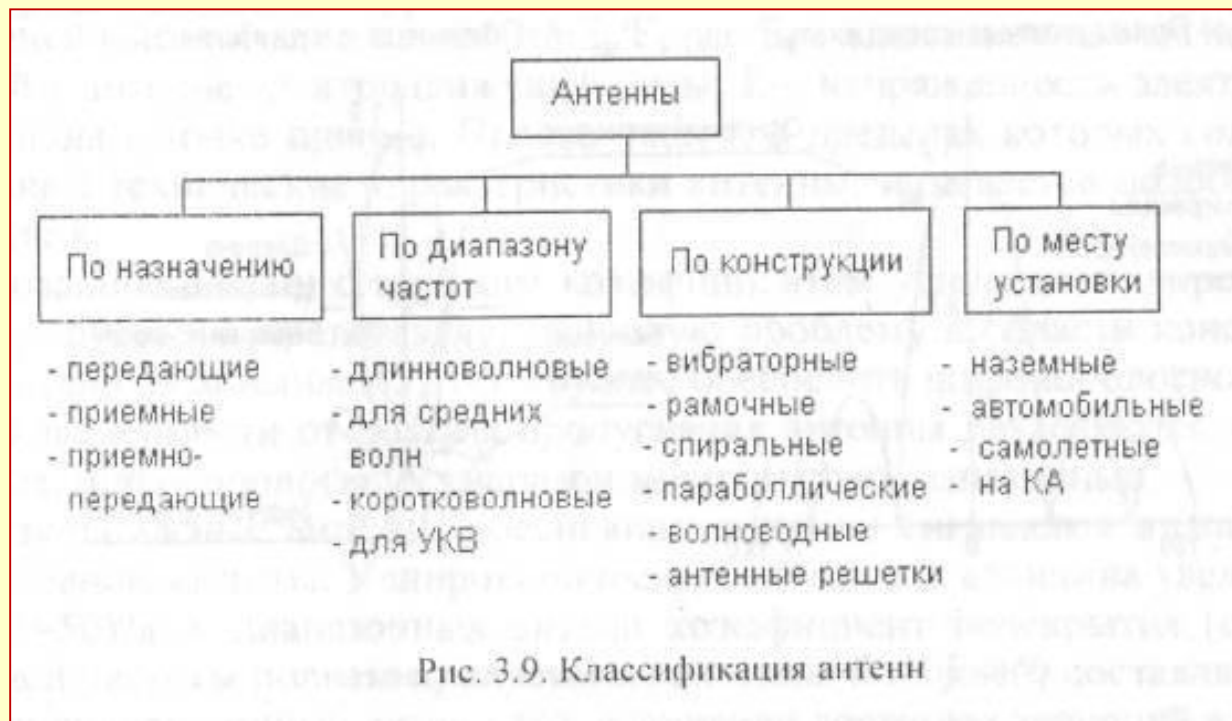 Антенны
По назначению
- передающие
- приемные
- приемно-
передающие
По диапазону
частот
- длинноволновые
- для средних
волн
- коротковолновые
- для УКВ
По конструкции
- вибраторные
- рамочные
- спиральные
- параболлические
- волноводные
- антенные решетки
По месту
установки
- наземные
- автомобильные
- самолетные
на КА
Рис. 3.9. Классификация антенн